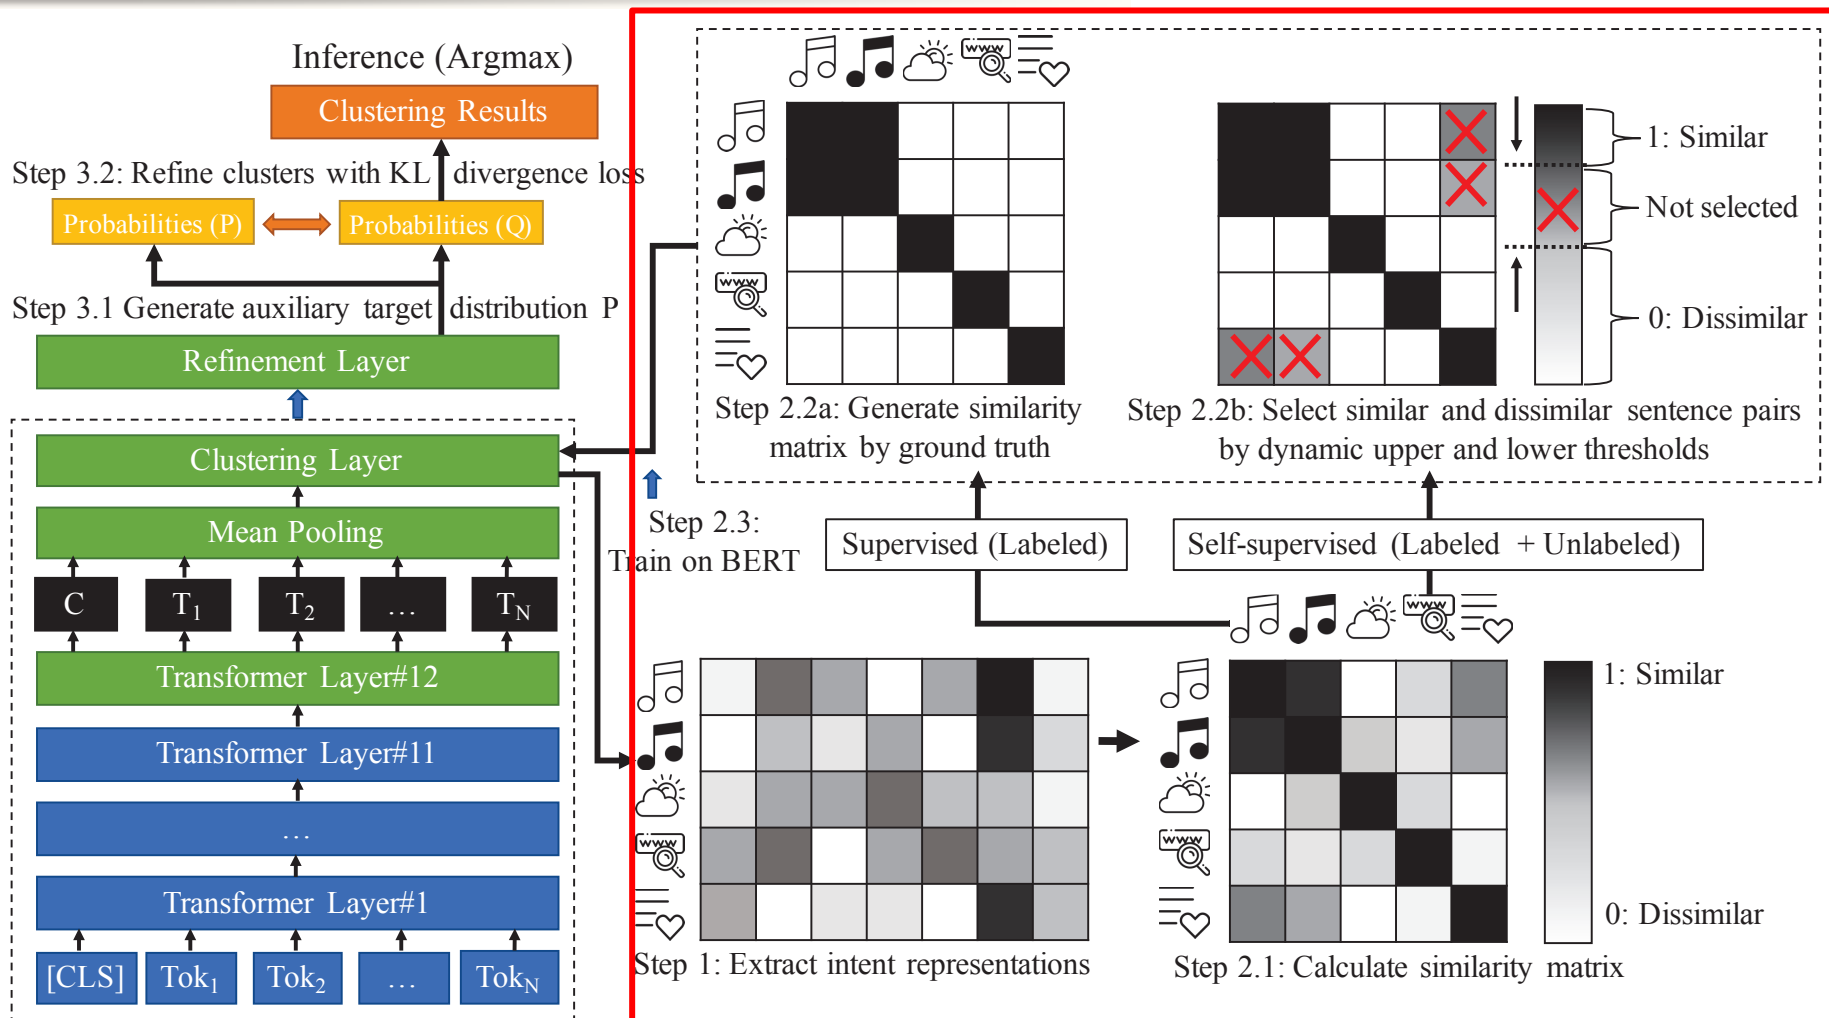 Inference (Argmax)
Clustering Results
Step 3.2: Refine clusters with KL divergence loss
Probabilities (P)
Probabilities (Q)
Step 3.1 Generate auxiliary target distribution P
Refinement Layer
Clustering Layer
Mean Pooling
C
T1
T2
...
TN
Transformer Layer#12
Transformer Layer#11
...
Transformer Layer#1
[CLS]
Tok1
Tok2
...
TokN
www
www
1: Similar
Not selected
0: Dissimilar
Step 2.2a: Generate similarity
matrix by ground truth
Step 2.2b: Select similar and dissimilar sentence pairs
by dynamic upper and lower thresholds
Step 2.3:
Train on BERT
Supervised (Labeled)
Self-supervised (Labeled + Unlabeled)
www
www
www
1: Similar
0: Dissimilar
Step 1: Extract intent representations
Step 2.1: Calculate similarity matrix